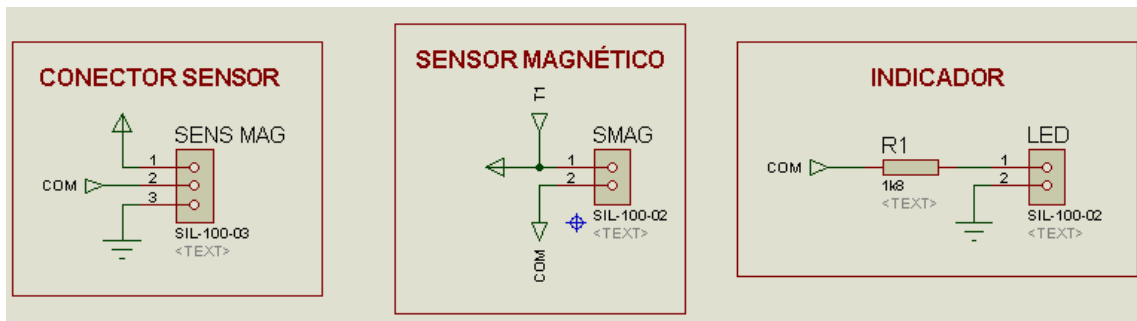 CONECTOR SENSOR
SENS MAG
1
COM
2
3
SIL-100-03
<TEXT>
SENSOR MAGNÉTICO
T1
SMAG
1
2
SIL-100-02
<TEXT>
COM
INDICADOR
R1
LED
COM
1
1k8
2
<TEXT>
SIL-100-02
<TEXT>